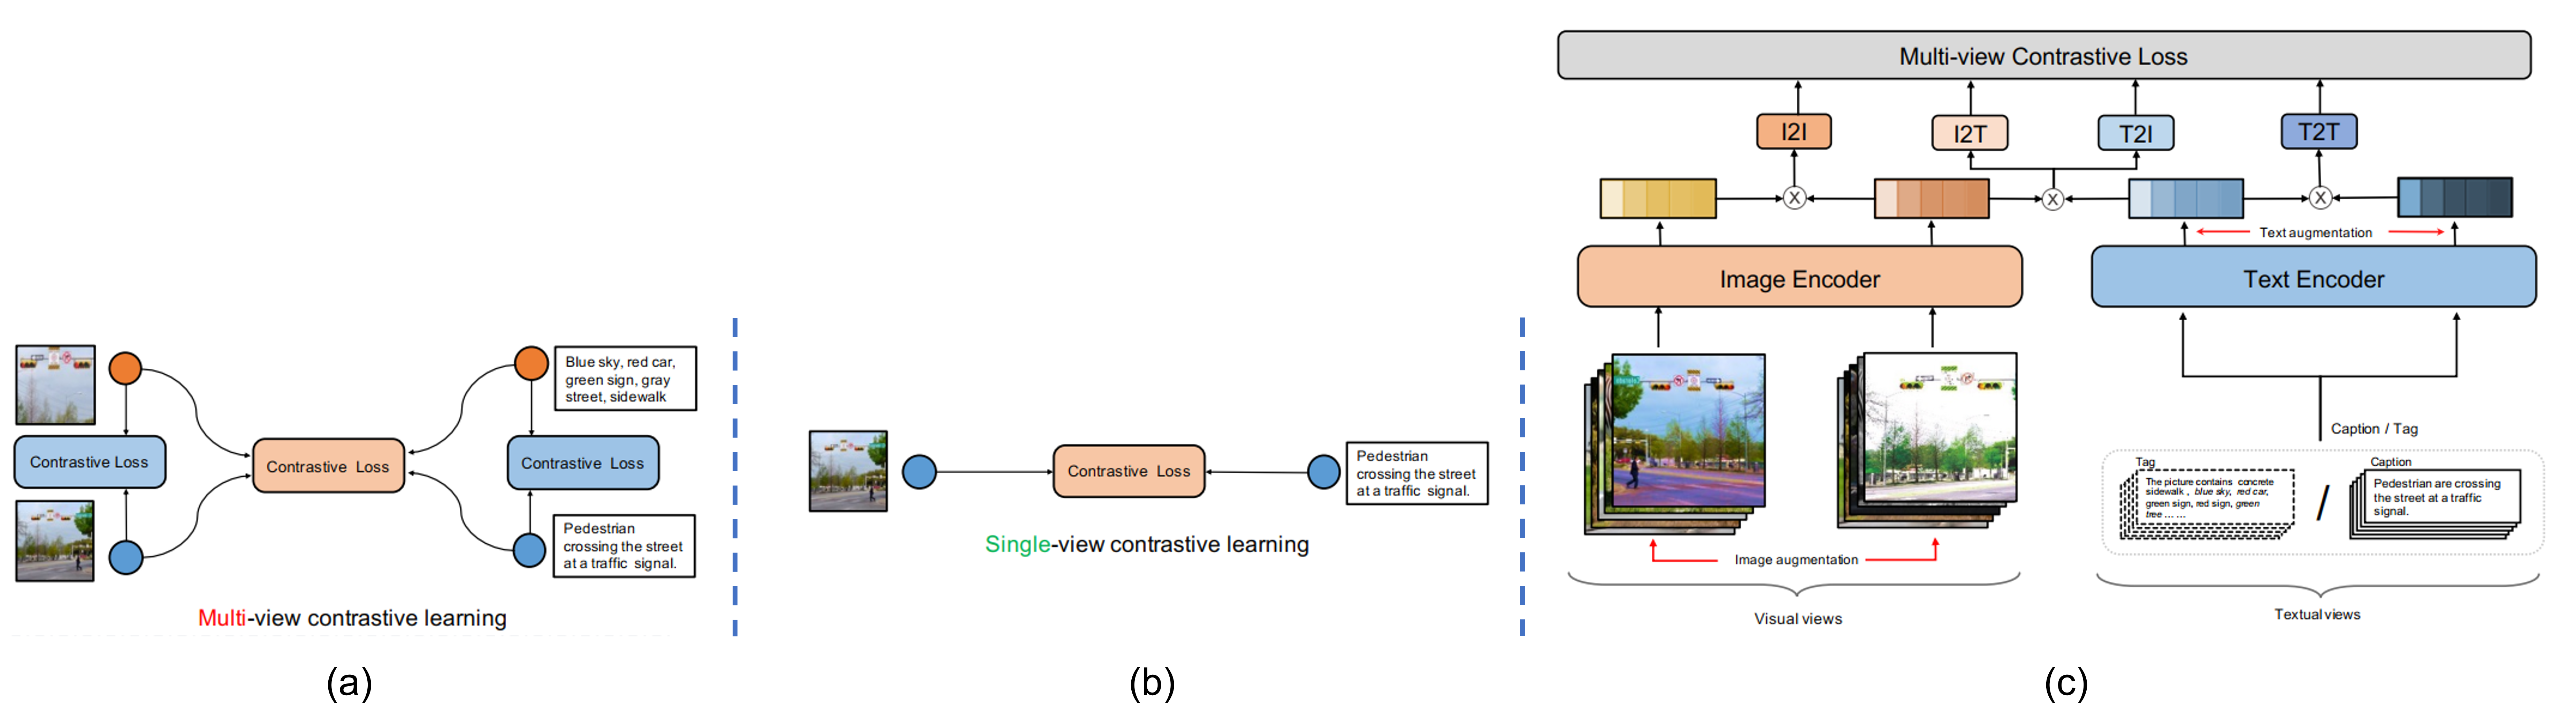 Blue sky, red car,
green sign, gray
street, sidewalk
Contrastive Loss
Contrastive Loss
Contrastive Loss
Pedestrian
crossing the street
at a traffic signal.
Multi-view contrastive learning
(a)
Contrastive Loss
Pedestrian
crossing the street
at a traffic signal.
Single-view contrastive learning
(b)
Multi-view Contrastive Loss
I2I
I2T
T2I
T2T
X
X
X
Text augmentation
Image Encoder
Text Encoder
Caption / Tag
Tag
The picture contains concrete
sidewalk , blue sky, red car,
green sign, red sign, green
tree ... ...
/
Caption
Pedestrian are crossing
the street at a traffic
signal.
Image augmentation
Visual views
Textual views
(c)